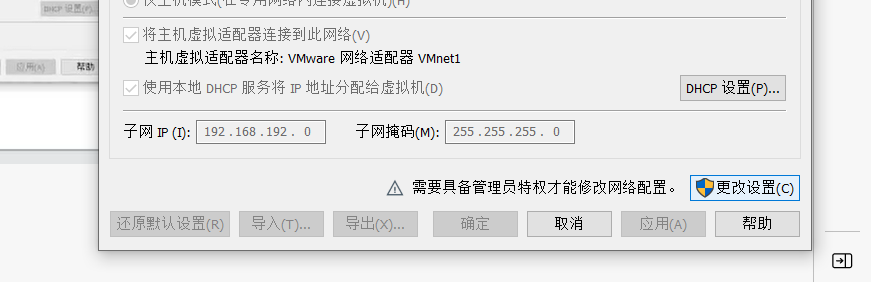 DHCP 设置(P)...
应用(A)
帮助
仅主机模式(在专用网络内连接虚拟机)(H)
将主机虚拟适配器连接到此网络(V)
主机虚拟适配器名称: VMware 网络适配器 VMnet1
使用本地 DHCP 服务将 IP 地址分配给虚拟机(D)
DHCP 设置(P)...
子网 IP (I): 192 . 168 . 192 . 0 子网掩码(M): 255 . 255 . 255 . 0
需要具备管理员特权才能修改网络配置。 更改设置(C)
还原默认设置(R) 导入(T)... 导出(X)... 确定 取消 应用(A) 帮助